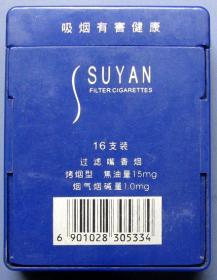 吸烟有害健康
SUYAN
FILTER CIGARETTES
16支装
过滤嘴香烟
烤烟型 焦油量15mg
烟气烟碱量1.0mg
6 901028 305334